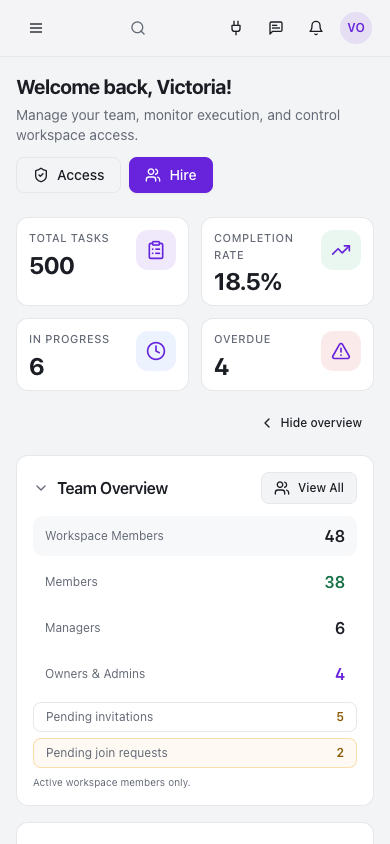 VO
Welcome back, Victoria!
Manage your team, monitor execution, and control
workspace access.
Access
Hire
TOTAL TASKS
500
COMPLETION
RATE
18.5%
IN PROGRESS
6
OVERDUE
4
Hide overview
Team Overview
View All
Workspace Members 48
Members 38
Managers 6
Owners & Admins 4
Pending invitations 5
Pending join requests 2
Active workspace members only.